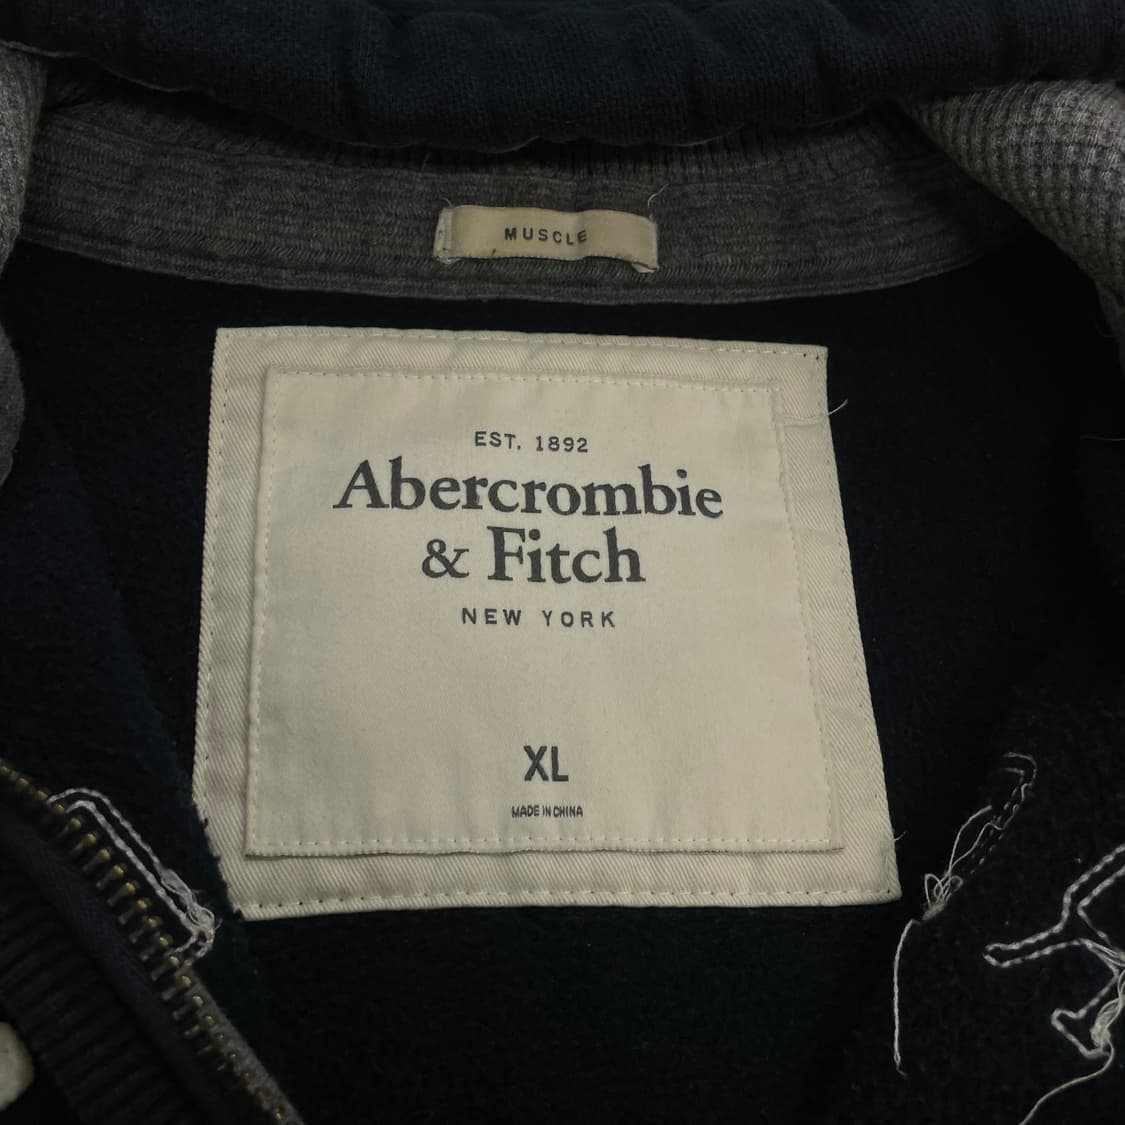 MUSCLE
EST. 1892
Abercrombie
& Fitch
NEW YORK
XL
MADE IN CHINA